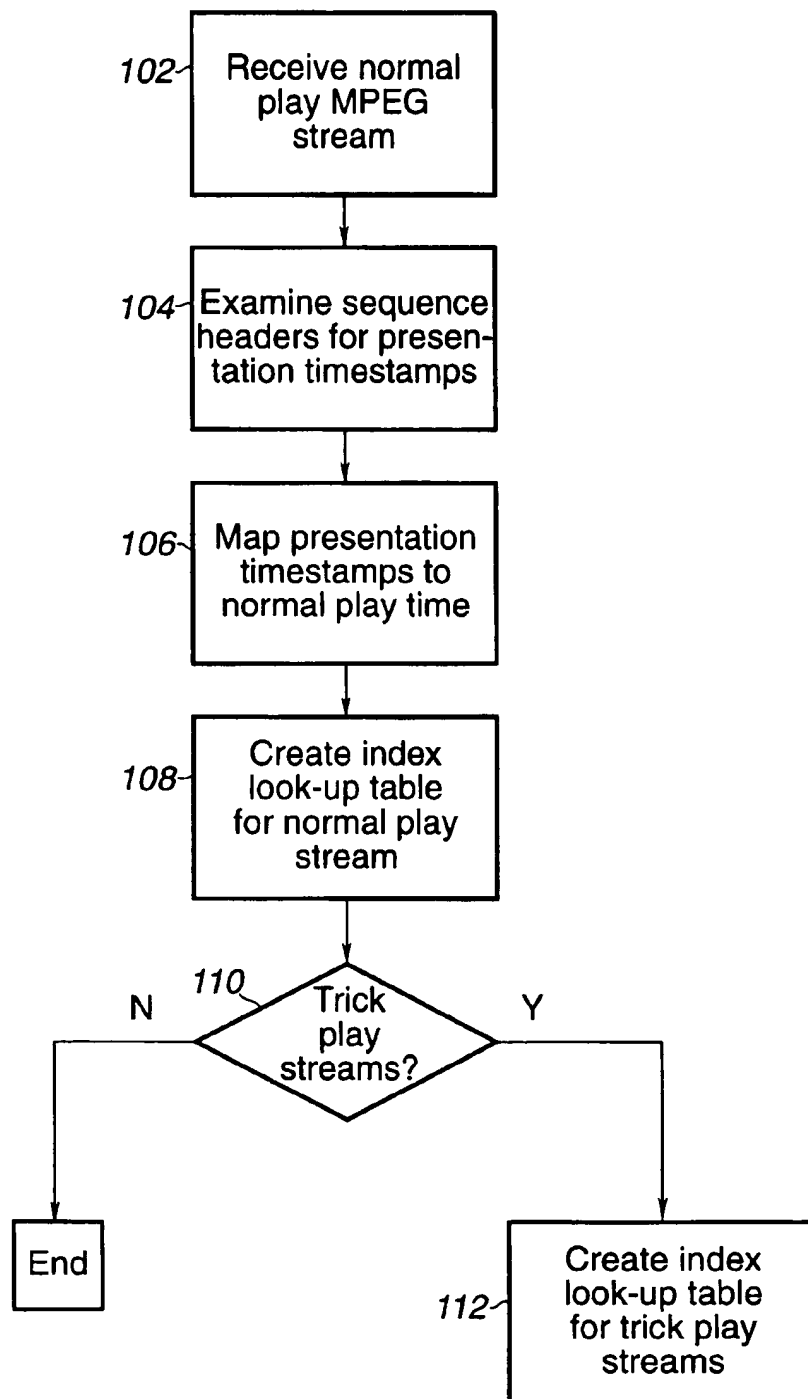 102
Receive normal
play MPEG
stream
104
Examine sequence
headers for presen-
tation timestamps
106
Map presentation
timestamps to
normal play time
108
Create index
look-up table
for normal play
stream
110
N
Trick
play
streams?
Y
End
112
Create index
look-up table
for trick play
streams